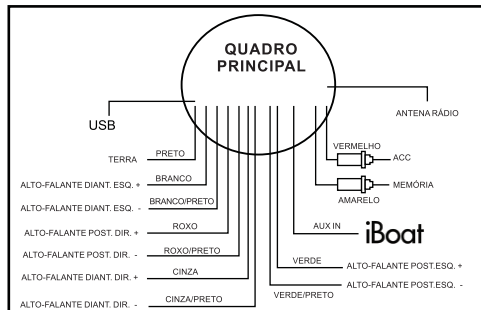 QUADRO
PRINCIPAL
USB
ANTENA RÁDIO
TERRA
PRETO
VERMELHO
ACC
ALTO-FALANTE DIANT. ESQ. +
BRANCO
AMARELO
MEMÓRIA
ALTO-FALANTE DIANT. ESQ. -
BRANCO/PRETO
ALTO-FALANTE POST. DIR. +
ROXO
AUX IN
iBoat
ALTO-FALANTE POST. DIR. -
ROXO/PRETO
VERDE
ALTO-FALANTE POST.ESQ. +
ALTO-FALANTE DIANT. DIR. +
CINZA
VERDE/PRETO
ALTO-FALANTE POST.ESQ. -
ALTO-FALANTE DIANT. DIR. -
CINZA/PRETO